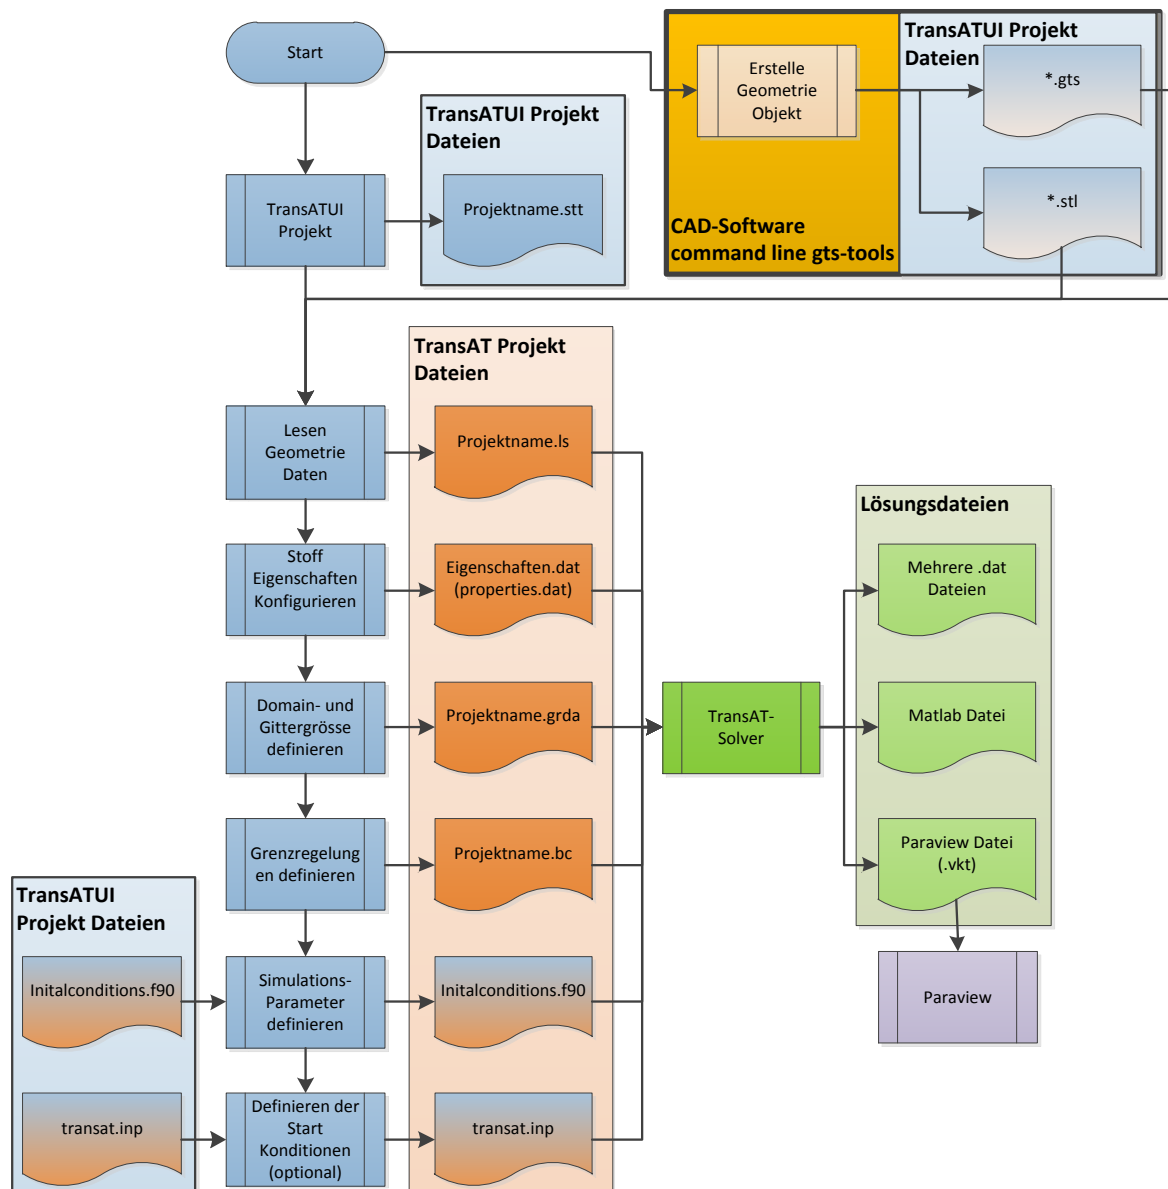 Start
Erstelle
Geometrie
Objekt
TransATUI Projekt
Dateien
*.gts
*.stl
CAD-Software
command line gts-tools
TransATUI Projekt
Dateien
Projektname.stt
TransATUI
Projekt
TransAT Projekt
Dateien
Lesen
Geometrie
Daten
Projektname.ls
Stoff
Eigenschaften
Konfigurieren
Eigenschaften.dat
(properties.dat)
Domain- und
Gittergrösse
definieren
Projektname.grda
Grenzregelung
en definieren
Projektname.bc
TransATUI
Projekt Dateien
Initalconditions.f90
Simulations-
Parameter
definieren
Initalconditions.f90
transat.inp
Definieren der
Start
Konditionen
(optional)
transat.inp
TransAT-
Solver
Lösungsdateien
Mehrere .dat
Dateien
Matlab Datei
Paraview Datei
(.vkt)
Paraview